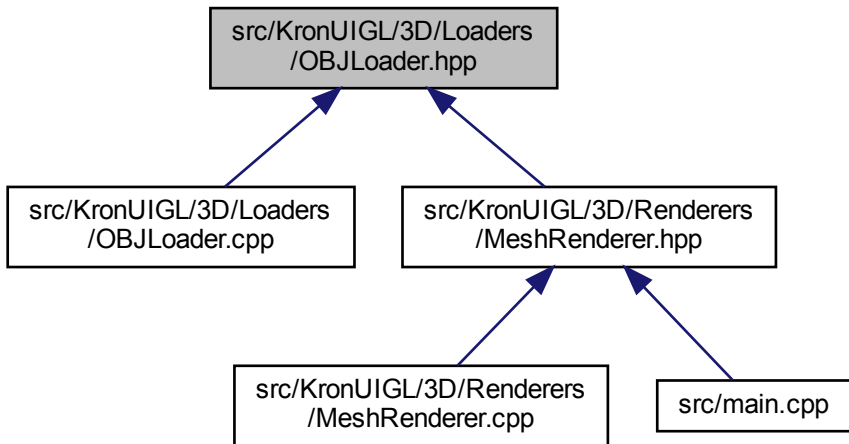 src/KronUIGL/3D/Loaders
/OBJLoader.hpp
src/KronUIGL/3D/Loaders
/OBJLoader.cpp
src/KronUIGL/3D/Renderers
/MeshRenderer.hpp
src/KronUIGL/3D/Renderers
/MeshRenderer.cpp
src/main.cpp